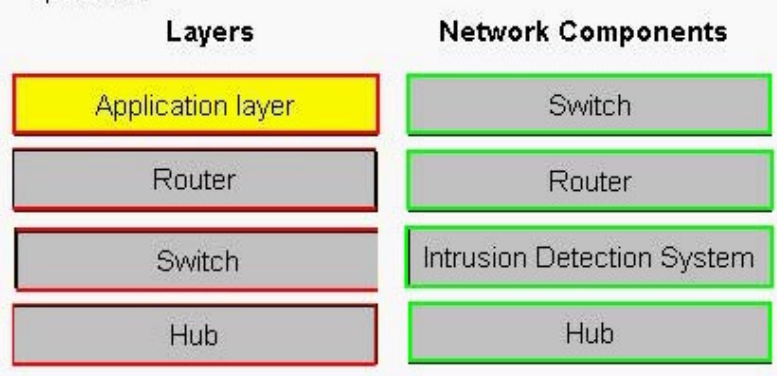 Layers Network Components
Application layer Switch
Router Router
Switch Intrusion Detection System
Hub Hub